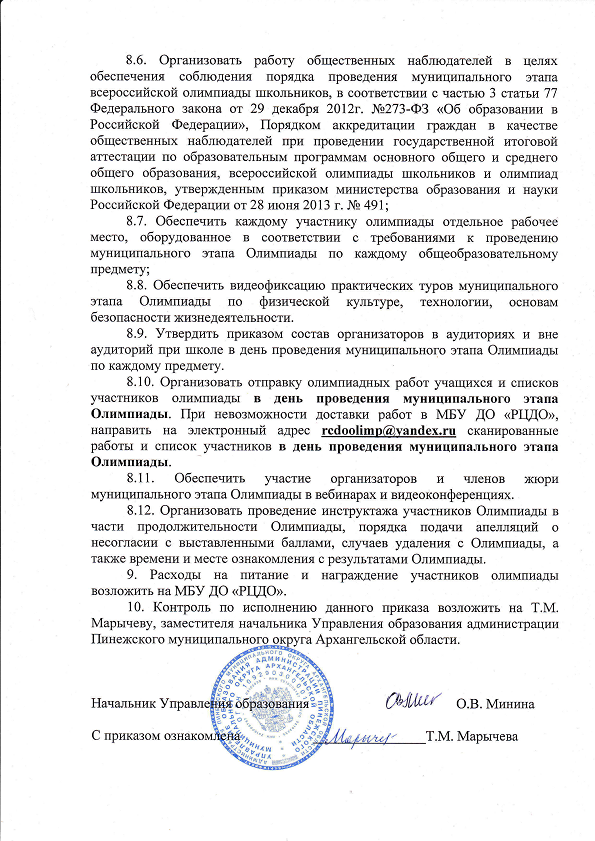 8.6. Организовать работу общественных наблюдателей в целях
обеспечения соблюдения порядка проведения муниципального этапа
всероссийской олимпиады школьников, в соответствии с частью 3 статьи 77
Федерального закона от 29 декабря 2012г. №273-ФЗ «Об образовании в
Российской Федерации», Порядком аккредитации граждан в качестве
общественных наблюдателей при проведении государственной итоговой
аттестации по образовательным программам основного общего и среднего
общего образования, всероссийской олимпиады школьников и олимпиад
школьников, утвержденным приказом министерства образования и науки
Российской Федерации от 28 июня 2013 г. № 491;
8.7. Обеспечить каждому участнику олимпиады отдельное рабочее
место, оборудованное в соответствии с требованиями к проведению
муниципального этапа Олимпиады по каждому общеобразовательному
предмету;
8.8. Обеспечить видеофиксацию практических туров муниципального
этапа Олимпиады по физической культуре, технологии, основам
безопасности жизнедеятельности.
8.9. Утвердить приказом состав организаторов в аудиториях и вне
аудиторий при школе в день проведения муниципального этапа Олимпиады
по каждому предмету.
8.10. Организовать отправку олимпиадных работ учащихся и списков
участников олимпиады в день проведения муниципального этапа
Олимпиады. При невозможности доставки работ в МБУ ДО «РЦДО»,
направить на электронный адрес rcdoolimp@yandex.ru сканированные
работы и список участников в день проведения муниципального этапа
Олимпиады.
8.11. Обеспечить участие организаторов и членов жюри
муниципального этапа Олимпиады в вебинарах и видеоконференциях.
8.12. Организовать проведение инструктажа участников Олимпиады в
части продолжительности Олимпиады, порядка подачи апелляций о
несогласии с выставленными баллами, случаев удаления с Олимпиады, а
также времени и месте ознакомления с результатами Олимпиады.
9. Расходы на питание и награждение участников олимпиады
возложить на МБУ ДО «РЦДО».
10. Контроль по исполнению данного приказа возложить на Т.М.
Марычеву, заместителя начальника Управления образования администрации
Пинежского муниципального округа Архангельской области.
Начальник Управления образования О.В. Минина
С приказом ознакомлена Марычев Т.М. Марычева